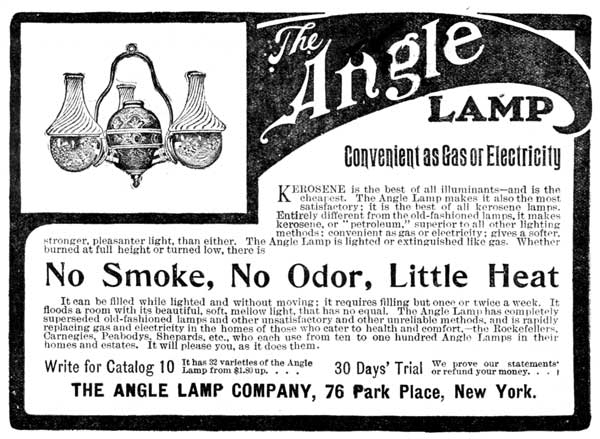 The
Angle
LAMP
Convenient as Gas or Electricity
KEROSENE is the best of all illuminants—and is the
cheapest. The Angle Lamp makes it also the most
satisfactory; it is the best of all kerosene lamps.
Entirely different from the old-fashioned lamps, it makes
kerosene, or "petroleum," superior to all other lighting
methods; convenient as gas or electricity; gives a softer,
stronger, pleasanter light, than either. The Angle Lamp is lighted or extinguished like gas. Whether
burned at full height or turned low, there is
No Smoke, No Odor, Little Heat
It can be filled while lighted and without moving; it requires filling but once or twice a week. It
floods a room with its beautiful, soft, mellow light, that has no equal. The Angle Lamp has completely
superseded old-fashioned lamps and other unsatisfactory and other unreliable methods, and is rapidly
replacing gas and electricity in the homes of those who cater to health and comfort,—the Rockefellers,
Carnegies, Peabodys, Shepards, etc., who each use from ten to one hundred Angle Lamps in their
homes and estates. It will please you, as it does them.
Write for Catalog 10 It has 32 varieties of the Angle
Lamp from $1.80 up. . . .
30 Days' Trial We prove our statements'
or refund your money. . . .
THE ANGLE LAMP COMPANY, 76 Park Place, New York.